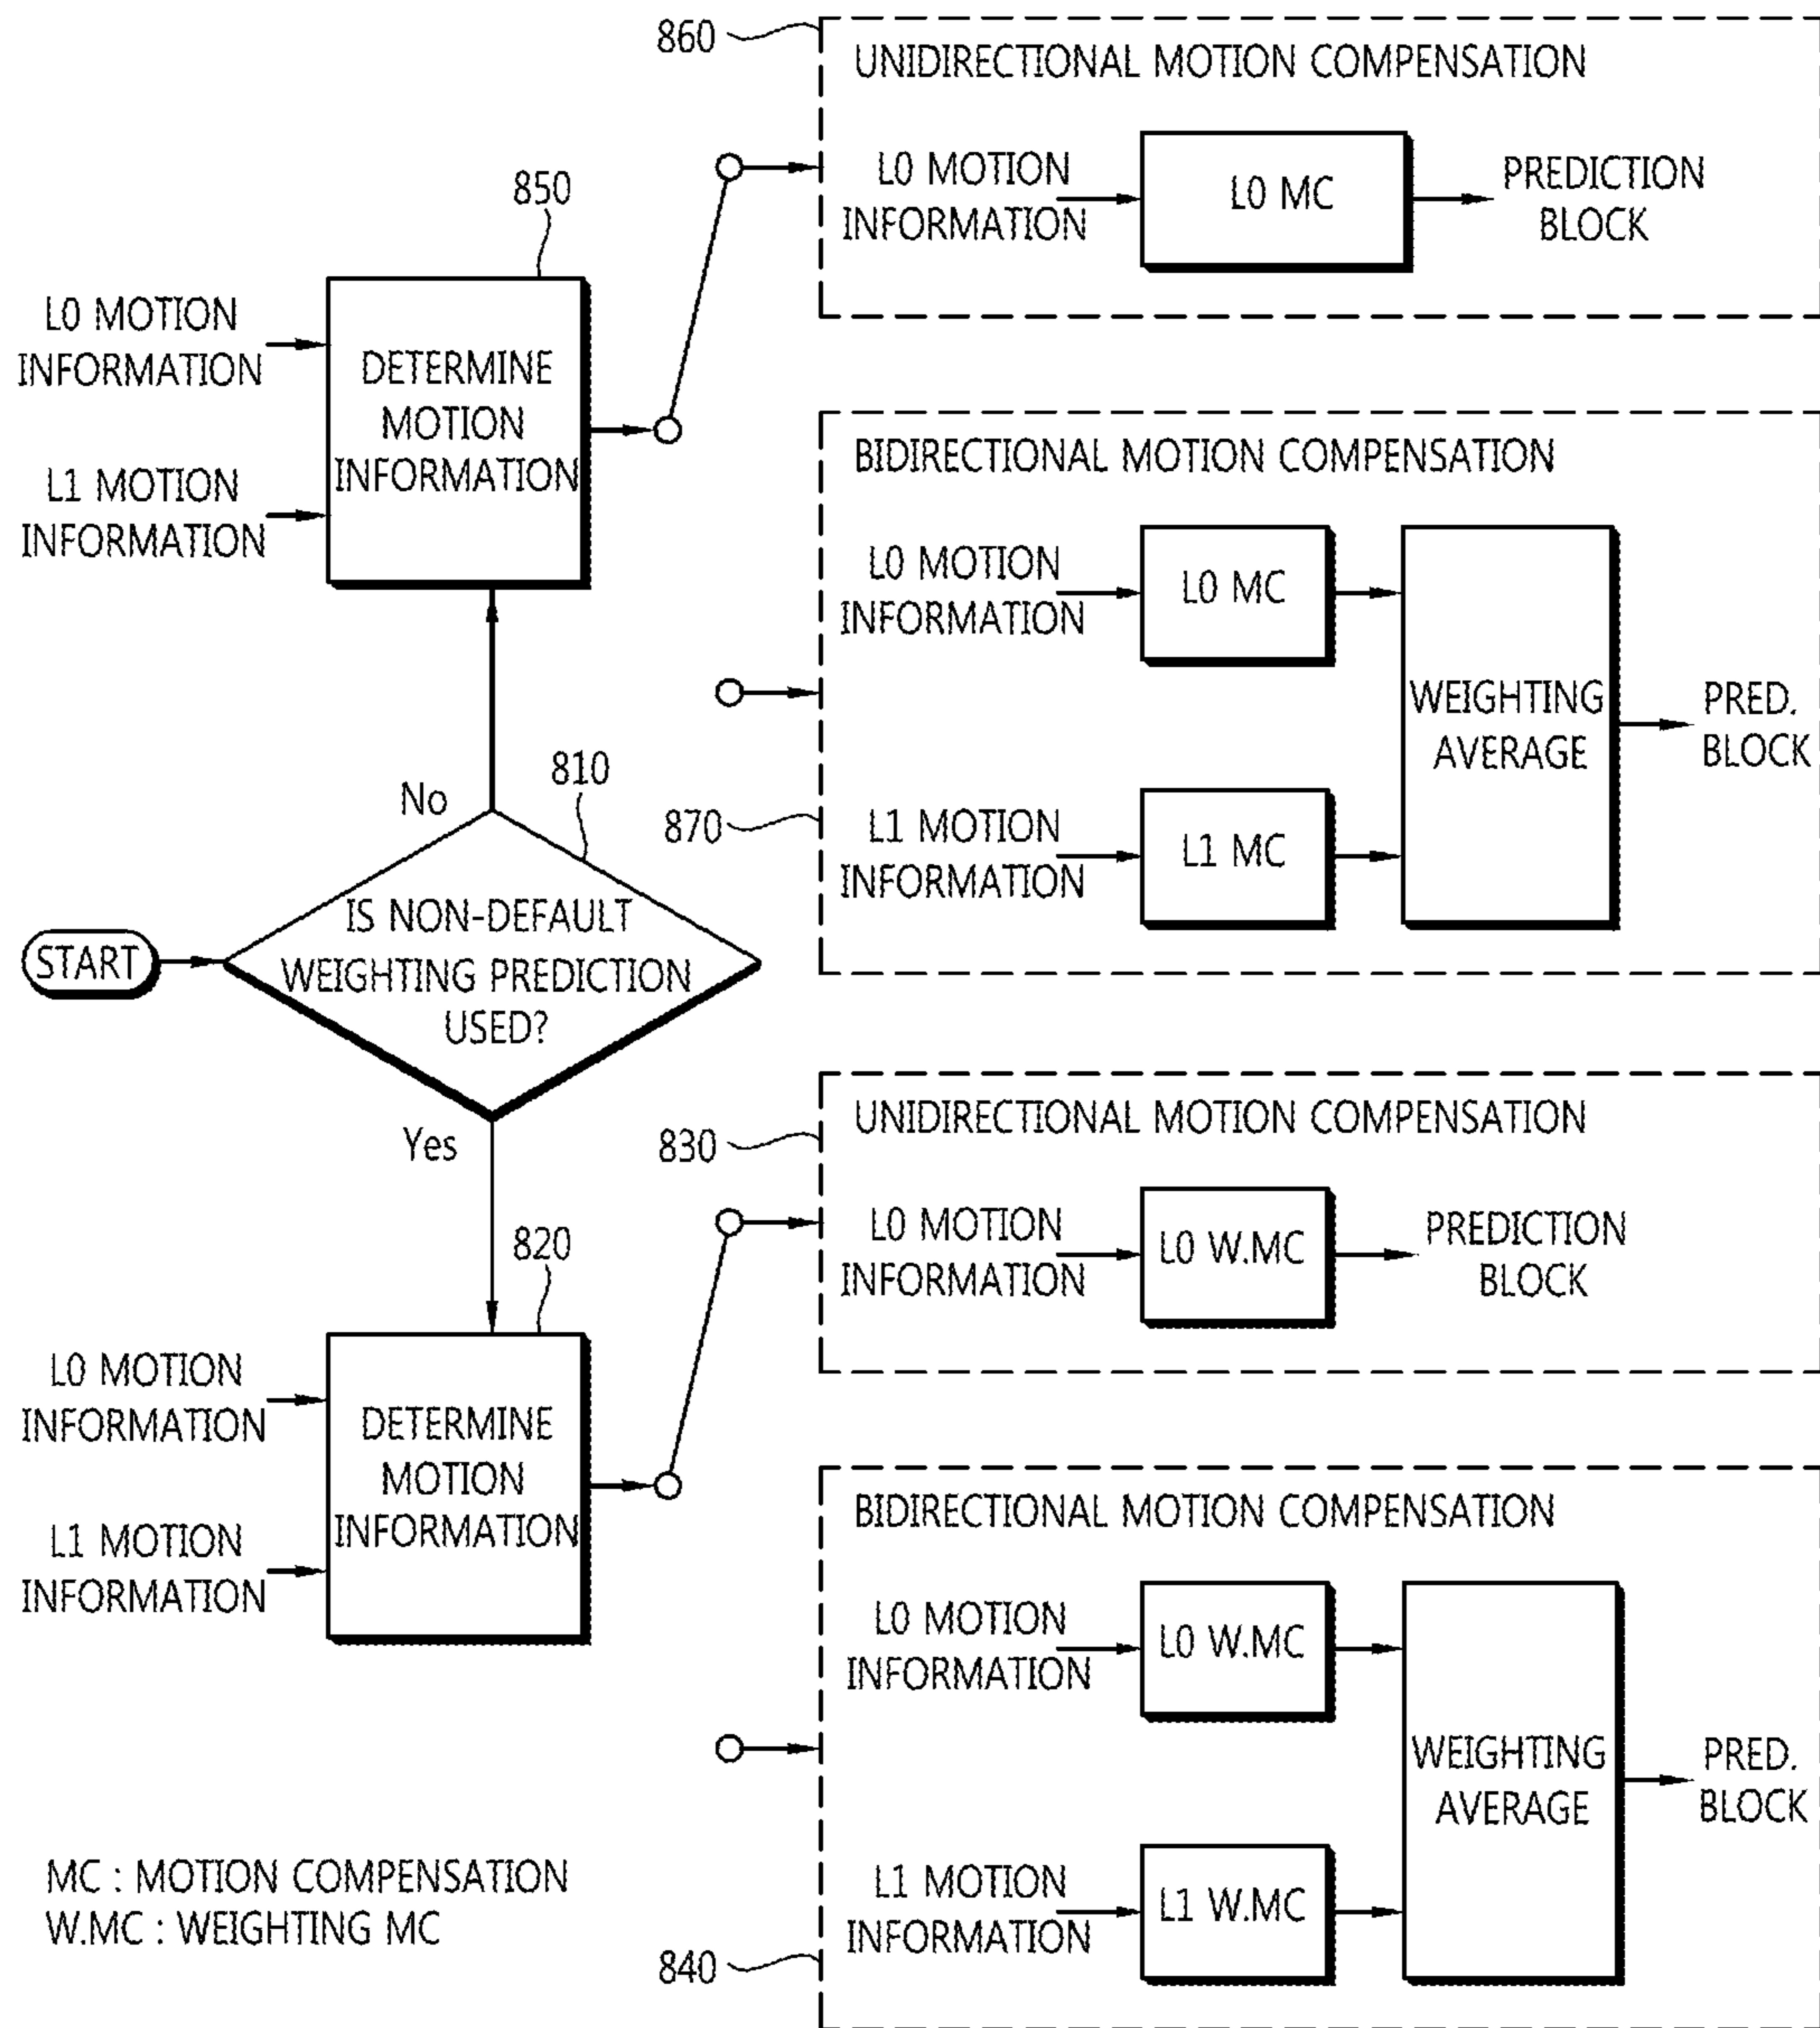 860
UNIDIRECTIONAL MOTION COMPENSATION
L0 MOTION
INFORMATION
L0 MC
PREDICTION
BLOCK
850
L0 MOTION
INFORMATION
L1 MOTION
INFORMATION
DETERMINE
MOTION
INFORMATION
BIDIRECTIONAL MOTION COMPENSATION
L0 MOTION
INFORMATION
L0 MC
WEIGHTING
AVERAGE
PRED.
BLOCK
870
L1 MOTION
INFORMATION
L1 MC
No
810
START
IS NON-DEFAULT
WEIGHTING PREDICTION
USED?
Yes
830
UNIDIRECTIONAL MOTION COMPENSATION
L0 MOTION
INFORMATION
L0 W.MC
PREDICTION
BLOCK
820
L0 MOTION
INFORMATION
L1 MOTION
INFORMATION
DETERMINE
MOTION
INFORMATION
BIDIRECTIONAL MOTION COMPENSATION
L0 MOTION
INFORMATION
L0 W.MC
WEIGHTING
AVERAGE
PRED.
BLOCK
L1 MOTION
INFORMATION
L1 W.MC
840
MC : MOTION COMPENSATION
W.MC : WEIGHTING MC